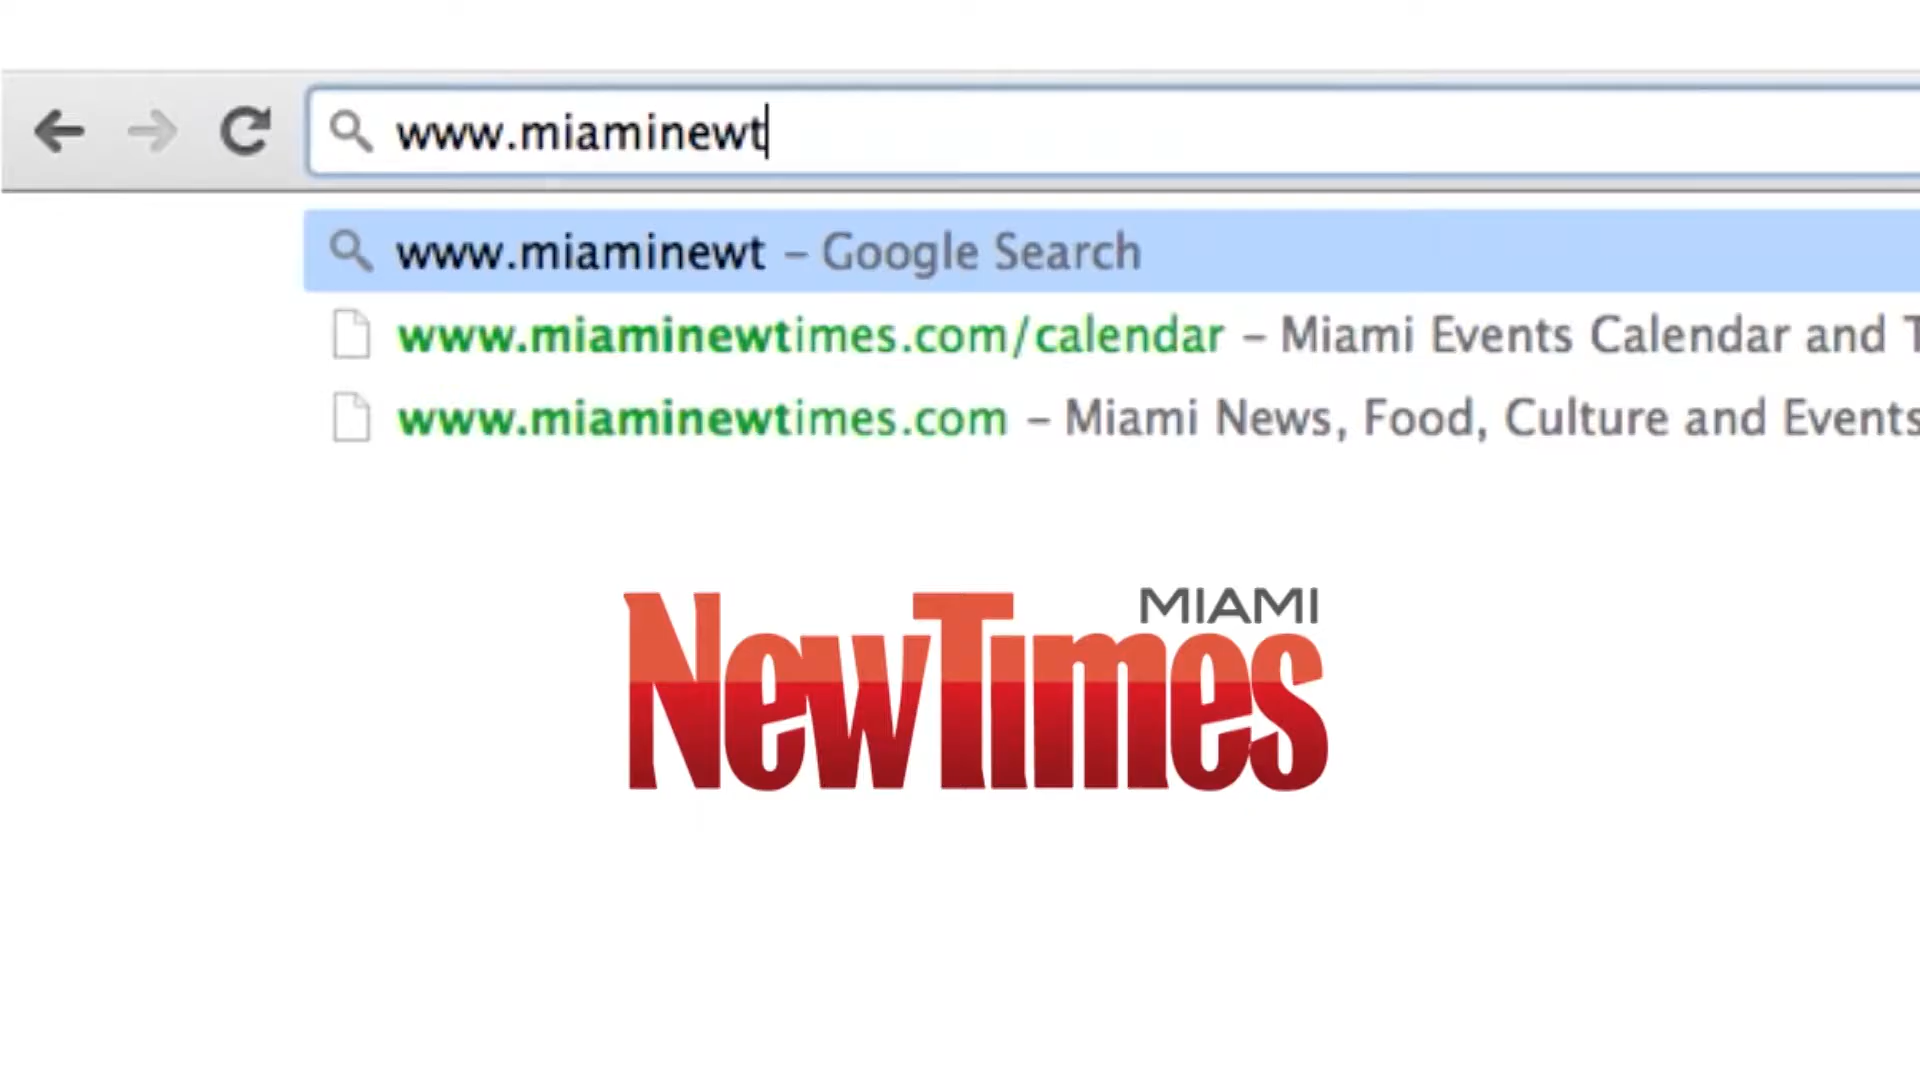 www.miaminewt
www.miaminewt – Google Search
www.miaminewtimes.com/calendar – Miami Events Calendar and T
www.miaminewtimes.com – Miami News, Food, Culture and Events
MIAMI
NewTimes